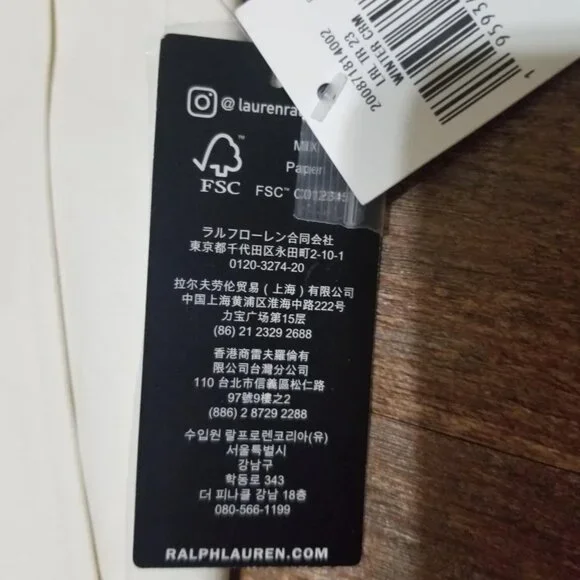 200871814002
LRL TR 23
WINTER CRM
@ laurenra
MIX
Paper
FSC
FSC™ C012345
ラルフローレン合同会社
東京都千代田区永田町2-10-1
0120-3274-20
拉尔夫劳伦贸易（上海）有限公司
中国上海黄浦区淮海中路222号
力宝广场第15层
(86) 21 2329 2688
香港商雷夫羅倫有
限公司台灣分公司
110 台北市信義區松仁路
97號9樓之2
(886) 2 8729 2288
수입원 랄프로렌코리아(유)
서울특별시
강남구
학동로 343
더 피나클 강남 18층
080-566-1199
RALPHLAUREN.COM